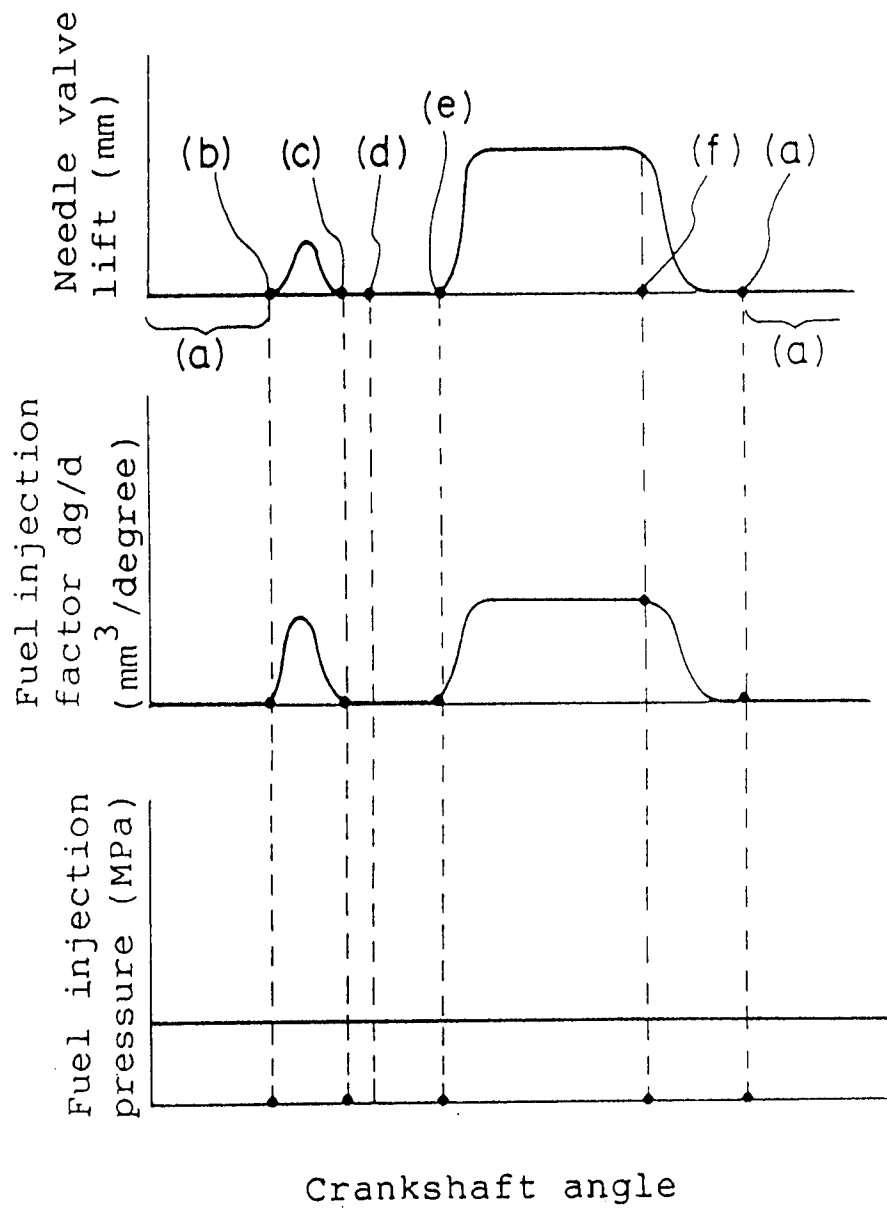 Needle valve
lift (mm)
(b)
(c)
(d)
(e)
(f)
(a)
(a)
(a)
Fuel injection
factor dg/d
(mm³/degree)
Fuel injection
pressure (MPa)
Crankshaft angle